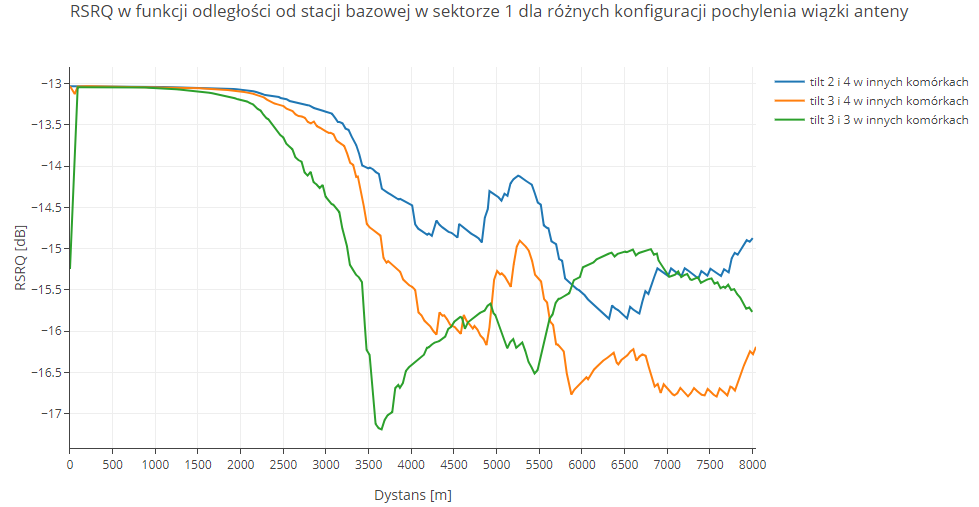 RSRQ w funkcji odległości od stacji bazowej w sektorze 1 dla różnych konfiguracji pochylenia wiązki anteny
tilt 2 i 4 w innych komórkach
tilt 3 i 4 w innych komórkach
tilt 3 i 3 w innych komórkach
RSRQ [dB]
−13
−13.5
−14
−14.5
−15
−15.5
−16
−16.5
−17
0 500 1000 1500 2000 2500 3000 3500 4000 4500 5000 5500 6000 6500 7000 7500 8000
Dystans [m]